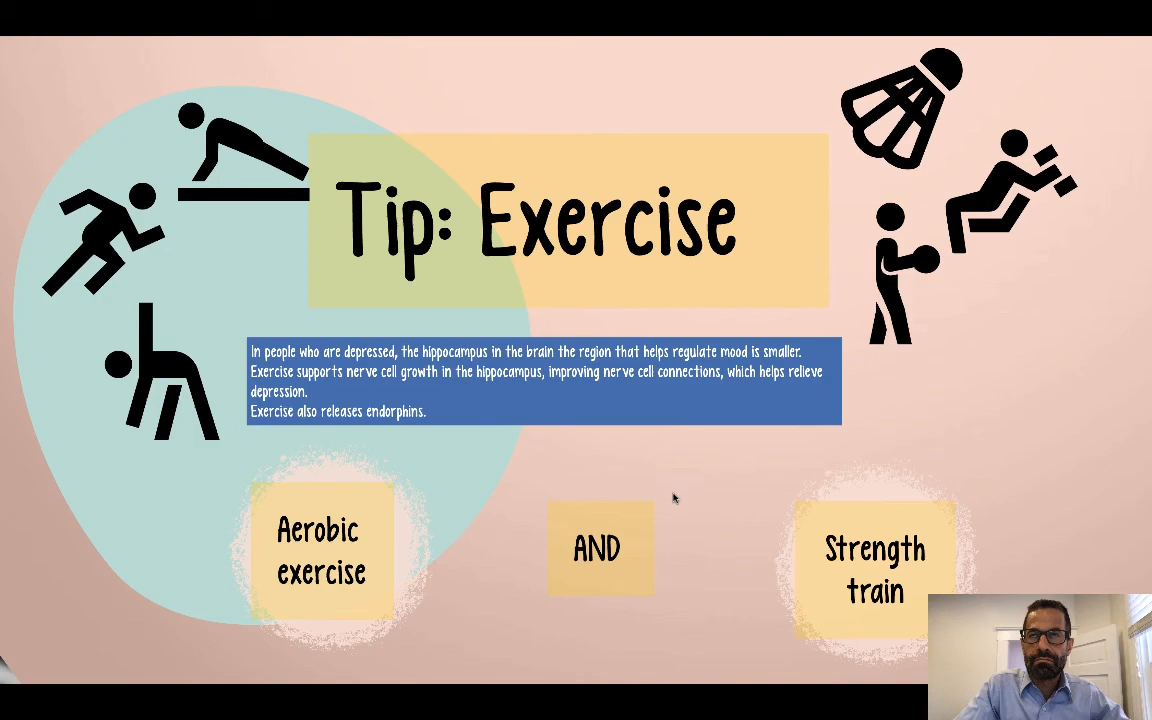 Tip: Exercise
In people who are depressed, the hippocampus in the brain the region that helps regulate mood is smaller.
Exercise supports nerve cell growth in the hippocampus, improving nerve cell connections, which helps relieve
depression.
Exercise also releases endorphins.
Aerobic
exercise
AND
Strength
train